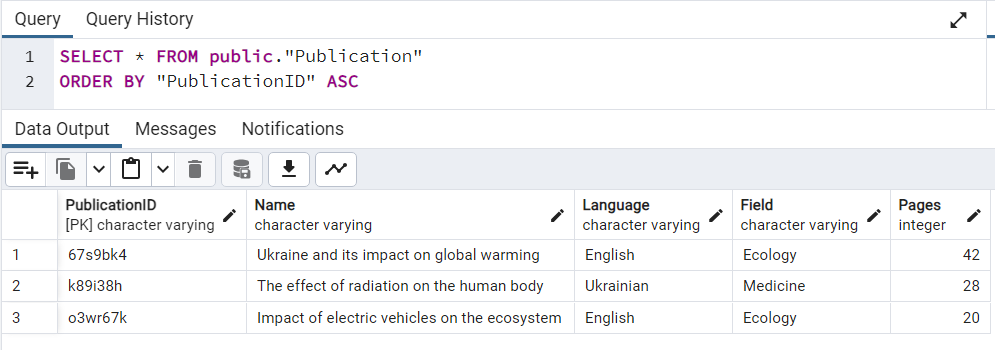 Query Query History
1 SELECT * FROM public."Publication"
2 ORDER BY "PublicationID" ASC
Data Output Messages Notifications
PublicationID Name Language Field Pages
[PK] character varying character varying character varying character varying integer
1 67s9bk4 Ukraine and its impact on global warming English Ecology 42
2 k89i38h The effect of radiation on the human body Ukrainian Medicine 28
3 o3wr67k Impact of electric vehicles on the ecosystem English Ecology 20